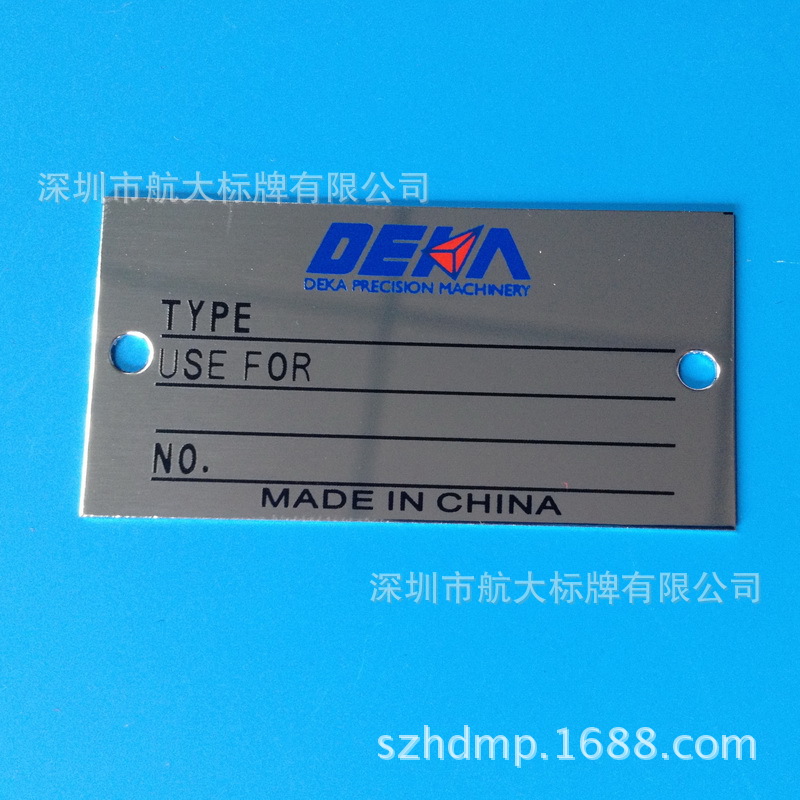 深圳市航大标牌有限公司
DEKA
DEKA PRECISION MACHINERY
TYPE
USE FOR
NO.
MADE IN CHINA
深圳市航大标牌有限公司
szhdmp.1688.com